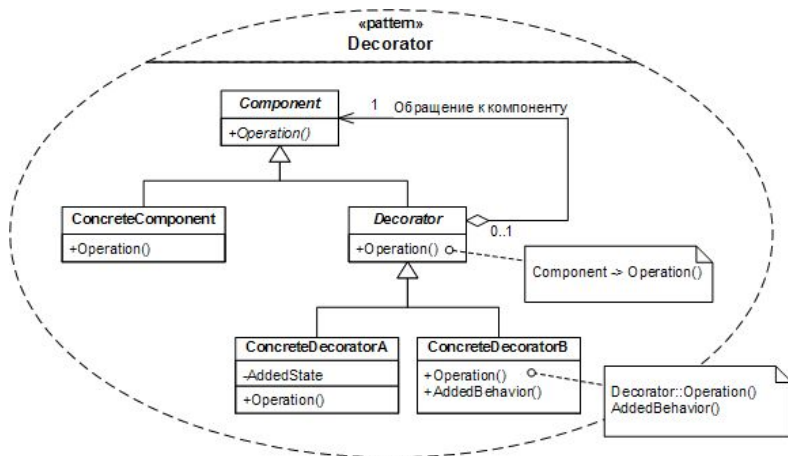 «pattern»
Decorator
Component
+Operation()
1
Обращение к компоненту
ConcreteComponent
+Operation()
Decorator
+Operation()
0..1
Component -> Operation()
ConcreteDecoratorA
-AddedState
+Operation()
ConcreteDecoratorB
+Operation()
+AddedBehavior()
Decorator::Operation()
AddedBehavior()